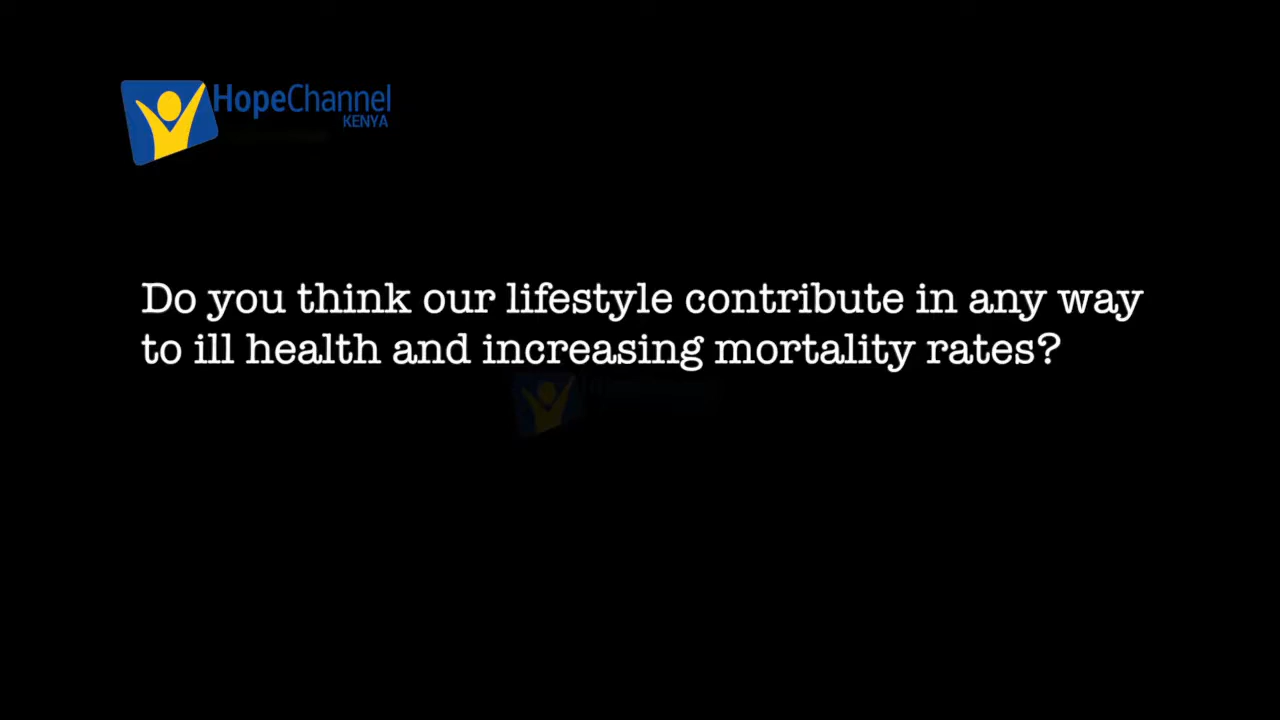 HopeChannel
KENYA
Do you think our lifestyle contribute in any way
to ill health and increasing mortality rates?